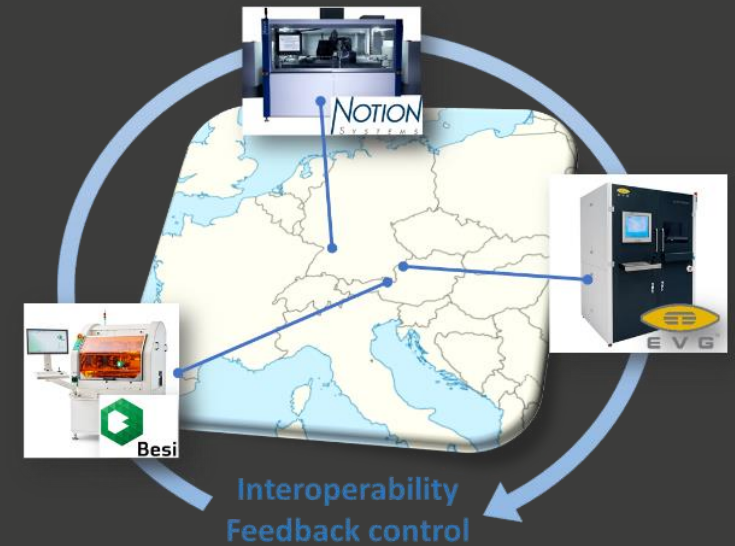 NOTION
SYSTEMS
EVG
Besi
Interoperability
Feedback control